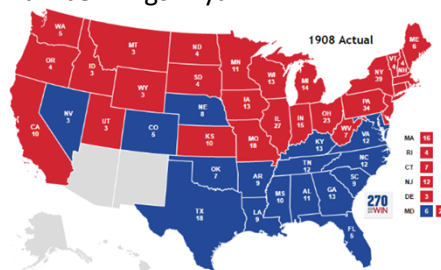 1908 Actual
WA
5
OR
4
CA
10
ID
3
NV
3
UT
3
MT
3
WY
3
CO
5
ND
4
SD
4
NE
8
KS
10
OK
7
TX
18
MN
11
IA
13
MO
18
AR
9
LA
9
WI
13
IL
27
MI
14
IN
15
OH
23
KY
13
TN
12
MS
10
AL
11
GA
13
FL
5
SC
9
NC
12
VA
12
WV
7
PA
34
NY
39
VT
4
NH
4
ME
6
MA 16
RI 4
CT 7
NJ 12
DE 3
MD 6 2
270
WIN